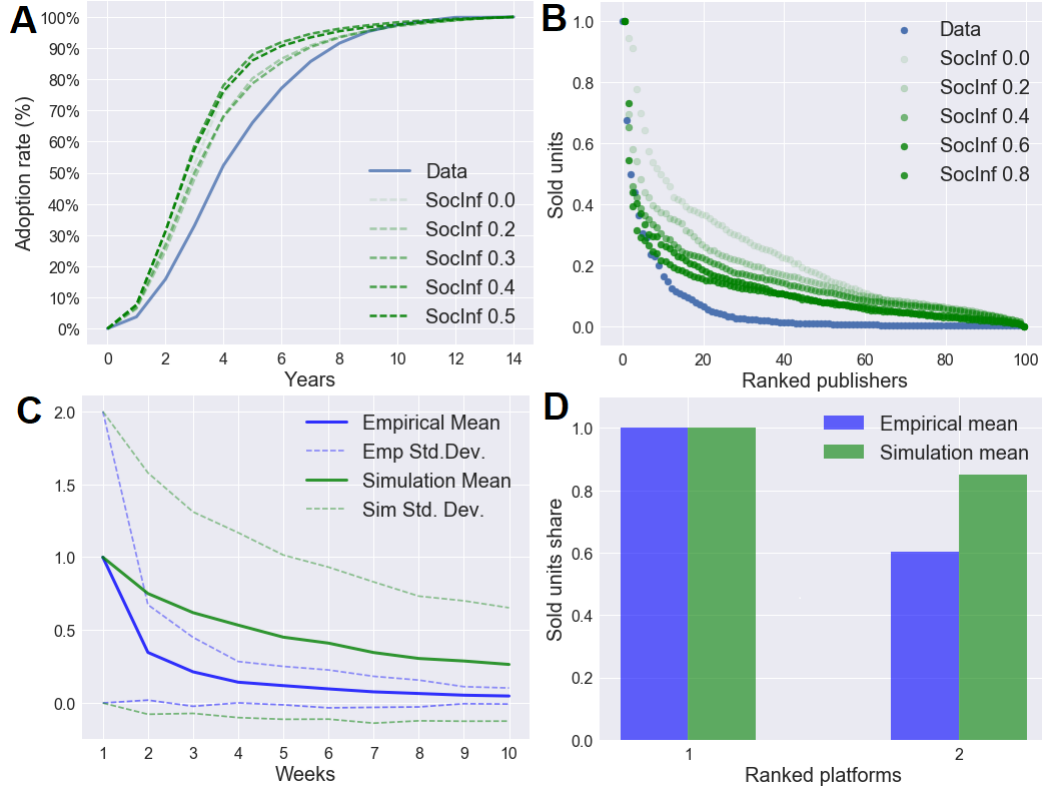 A
100%
90%
80%
70%
60%
50%
40%
30%
20%
10%
0%
Adoption rate (%)
Data
SocInf 0.0
SocInf 0.2
SocInf 0.3
SocInf 0.4
SocInf 0.5
0 2 4 6 8 10 12 14
Years
B
1.0
0.8
0.6
0.4
0.2
0.0
Sold units
Data
SocInf 0.0
SocInf 0.2
SocInf 0.4
SocInf 0.6
SocInf 0.8
0 20 40 60 80 100
Ranked publishers
C
2.0
1.5
1.0
0.5
0.0
Empirical Mean
Emp Std.Dev.
Simulation Mean
Sim Std. Dev.
1 2 3 4 5 6 7 8 9 10
Weeks
D
1.0
0.8
0.6
0.4
0.2
0.0
Sold units share
Empirical mean
Simulation mean
1 2
Ranked platforms